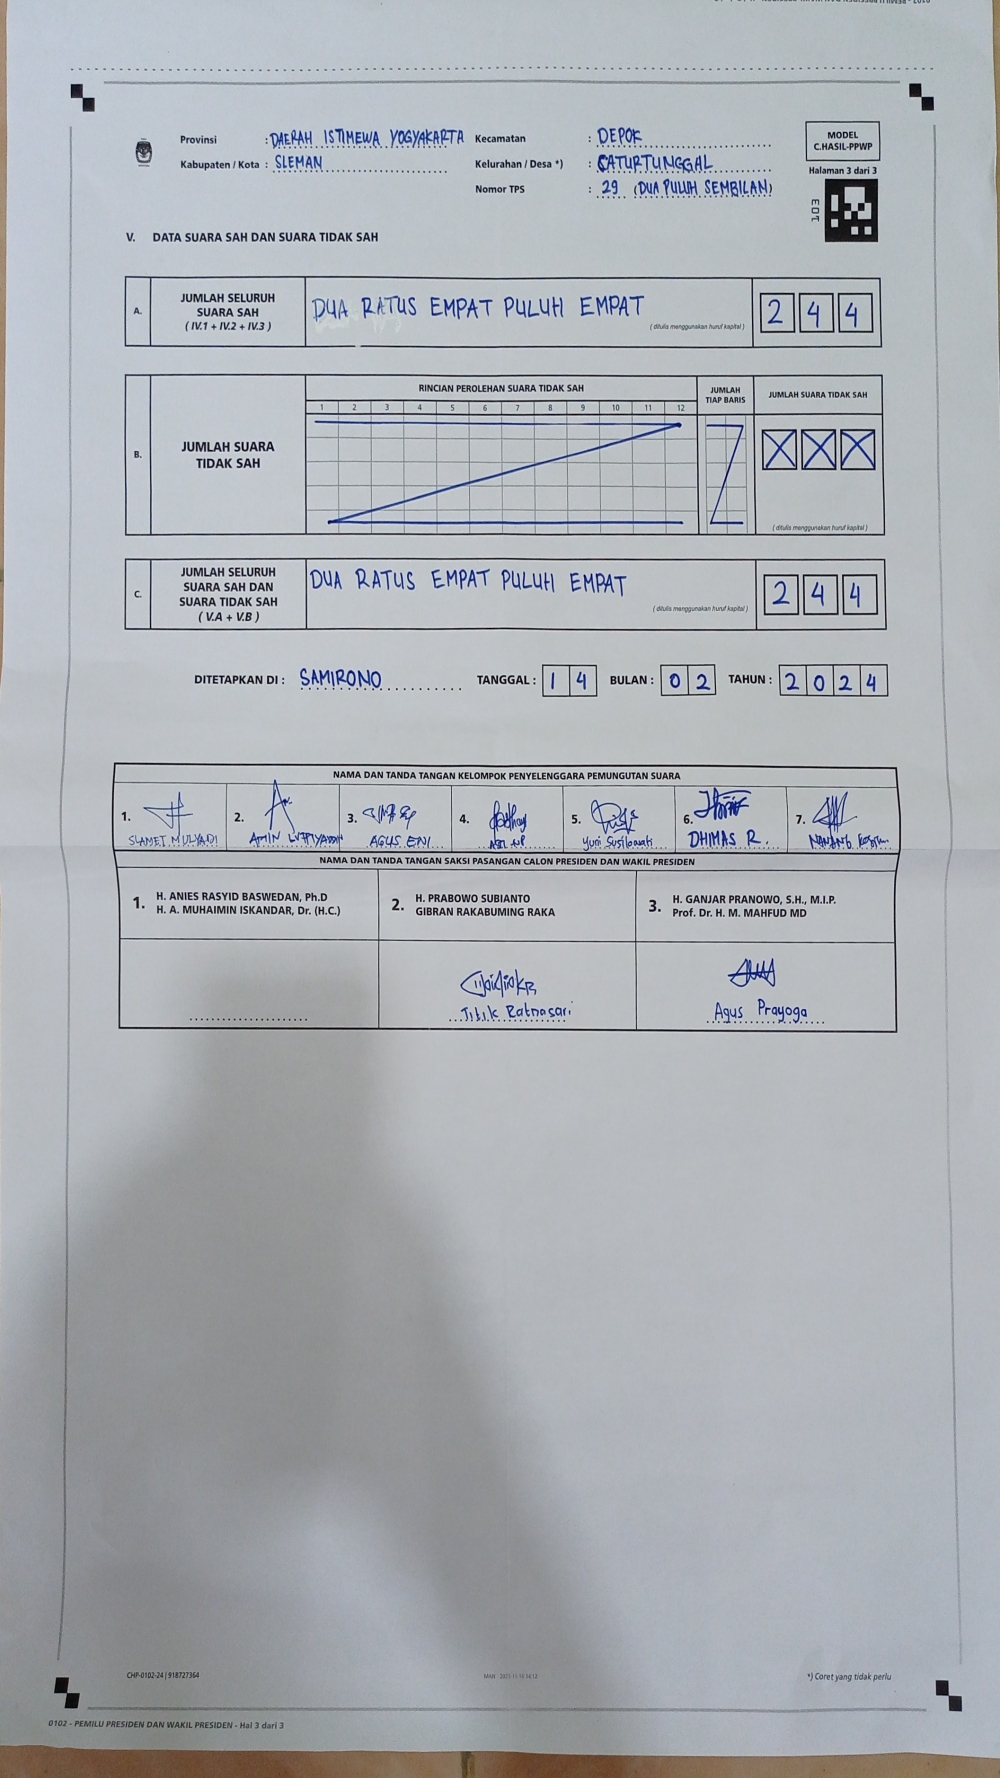 Provinsi : DAERAH ISTIMEWA YOGYAKARTA Kecamatan : DEPOK
Kabupaten / Kota : SLEMAN Kelurahan / Desa *) : CATURTUNGGAL
Nomor TPS : 29 (DUA PULUH SEMBILAN)
MODEL
C.HASIL-PPWP
Halaman 3 dari 3
V. DATA SUARA SAH DAN SUARA TIDAK SAH
A. JUMLAH SELURUH
SUARA SAH
( IV.1 + IV.2 + IV.3 )
DUA RATUS EMPAT PULUH EMPAT
( ditulis menggunakan huruf kapital )
2 4 4
B. JUMLAH SUARA
TIDAK SAH
RINCIAN PEROLEHAN SUARA TIDAK SAH
1 2 3 4 5 6 7 8 9 10 11 12
JUMLAH
TIAP BARIS
JUMLAH SUARA TIDAK SAH
X X X
( ditulis menggunakan huruf kapital )
C. JUMLAH SELURUH
SUARA SAH DAN
SUARA TIDAK SAH
( V.A + V.B )
DUA RATUS EMPAT PULUH EMPAT
( ditulis menggunakan huruf kapital )
2 4 4
DITETAPKAN DI : SAMIRONO TANGGAL : 1 4 BULAN : 0 2 TAHUN : 2 0 2 4
NAMA DAN TANDA TANGAN KELOMPOK PENYELENGGARA PEMUNGUTAN SUARA
1. 2. 3. 4. 5. 6. 7.
SLAMET MULYADI AMIN AGUS ENI Yuni Susilowati DHIMAS R.
NAMA DAN TANDA TANGAN SAKSI PASANGAN CALON PRESIDEN DAN WAKIL PRESIDEN
1. H. ANIES RASYID BASWEDAN, Ph.D
H. A. MUHAIMIN ISKANDAR, Dr. (H.C.)
2. H. PRABOWO SUBIANTO
GIBRAN RAKABUMING RAKA
3. H. GANJAR PRANOWO, S.H., M.I.P.
Prof. Dr. H. M. MAHFUD MD
Titik Ratnasari
Agus Prayoga
CHP-0102-24 | 918727364
*) Coret yang tidak perlu
0102 - PEMILU PRESIDEN DAN WAKIL PRESIDEN - Hal 3 dari 3